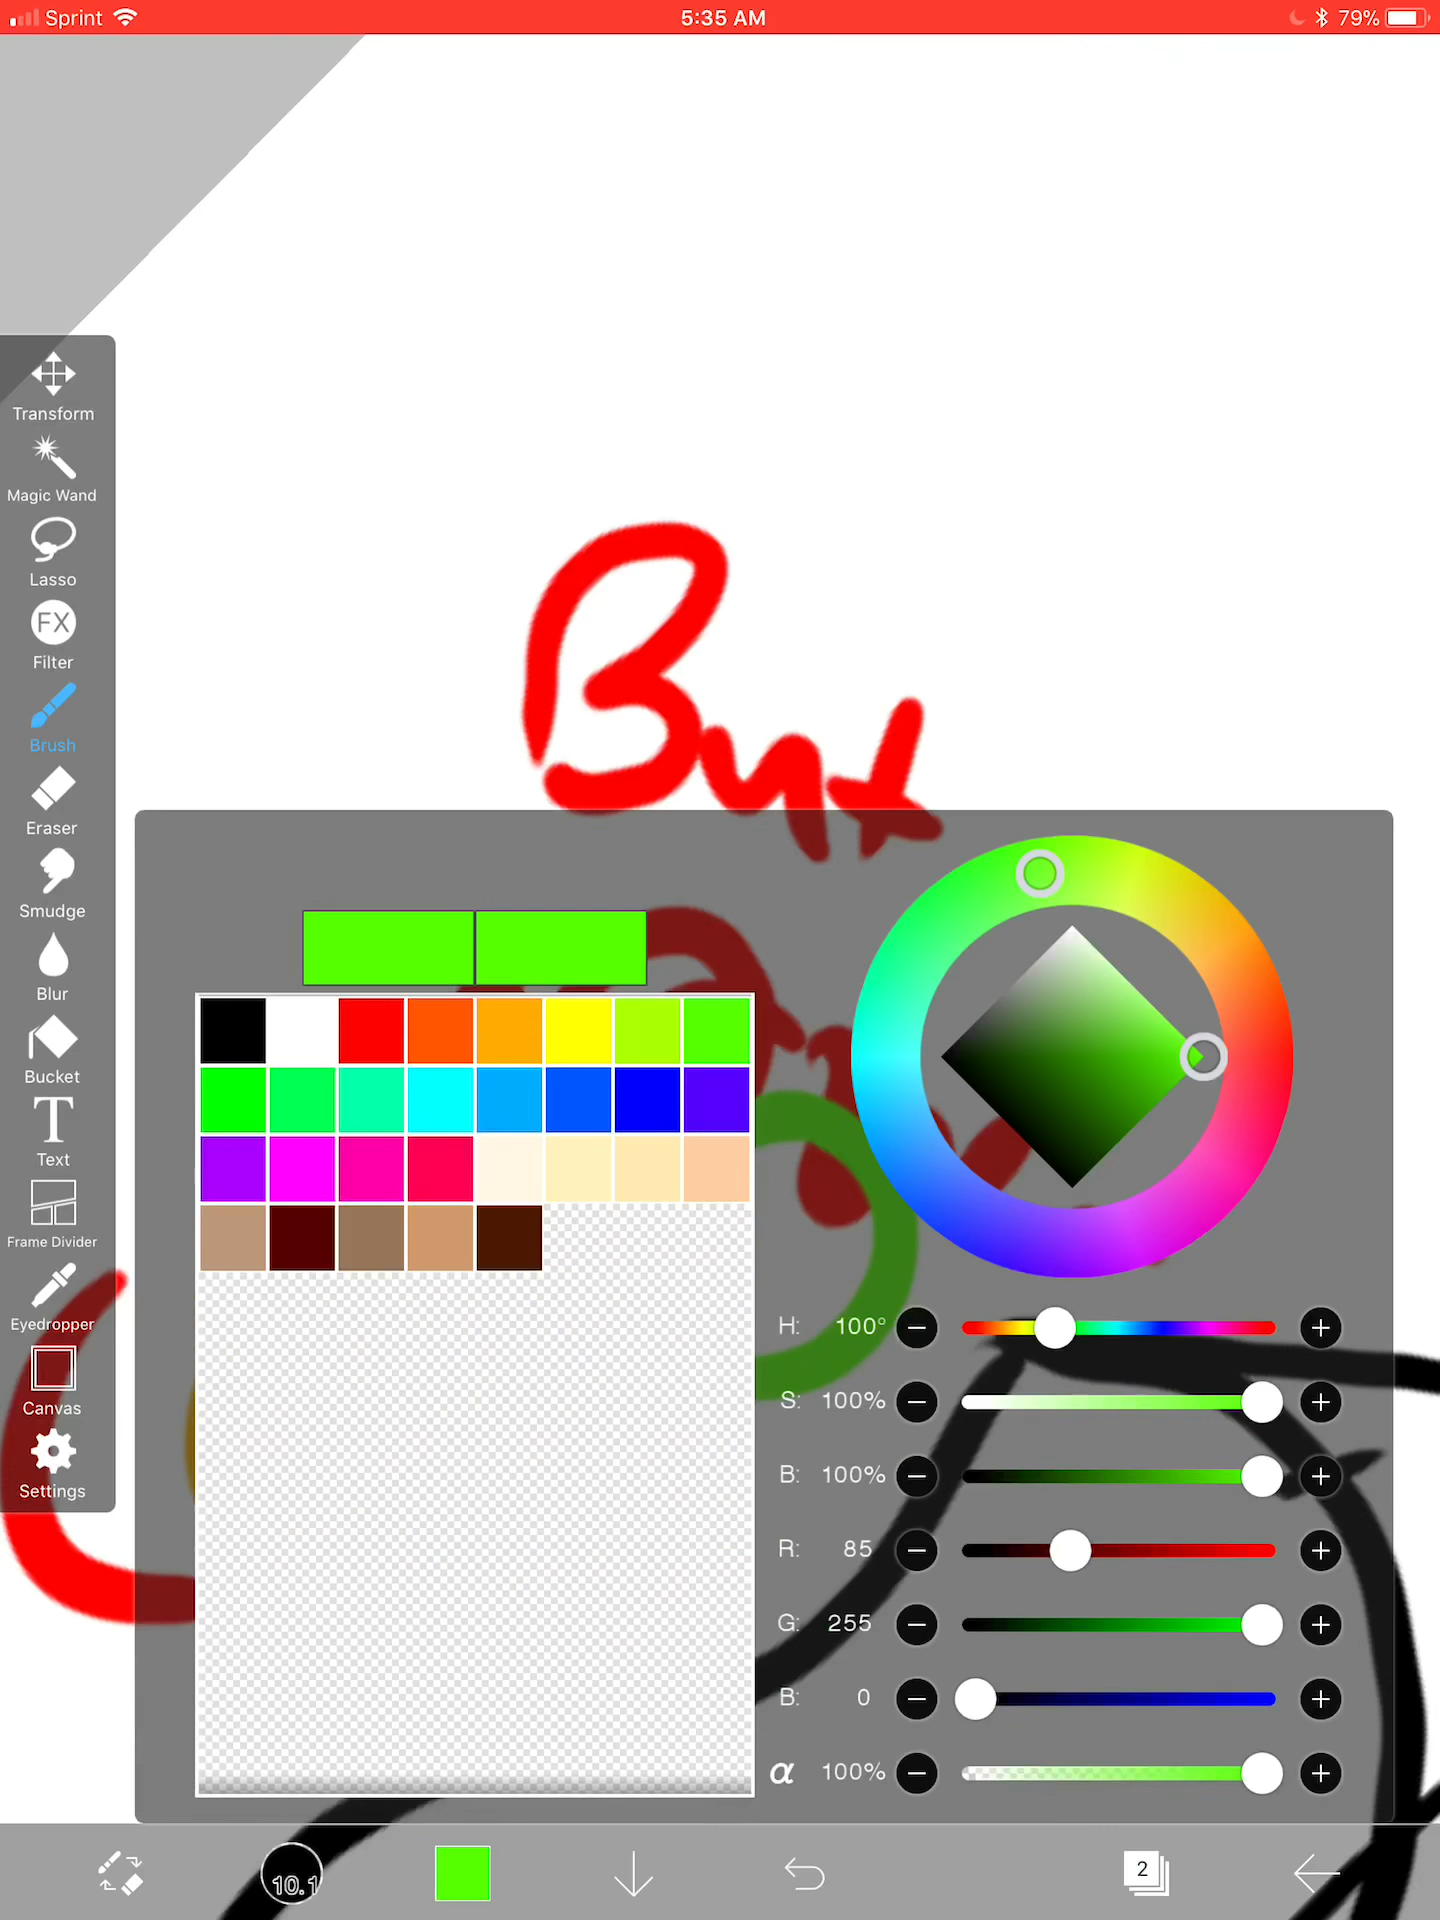 Sprint 5:35 AM 79%
Transform
Magic Wand
Lasso
FX
Filter
Brush
Eraser
Smudge
Blur
Bucket
T
Text
Frame Divider
Eyedropper
Canvas
Settings
But
H: 100°
S: 100%
B: 100%
R: 85
G: 255
B: 0
α 100%
10.1
2